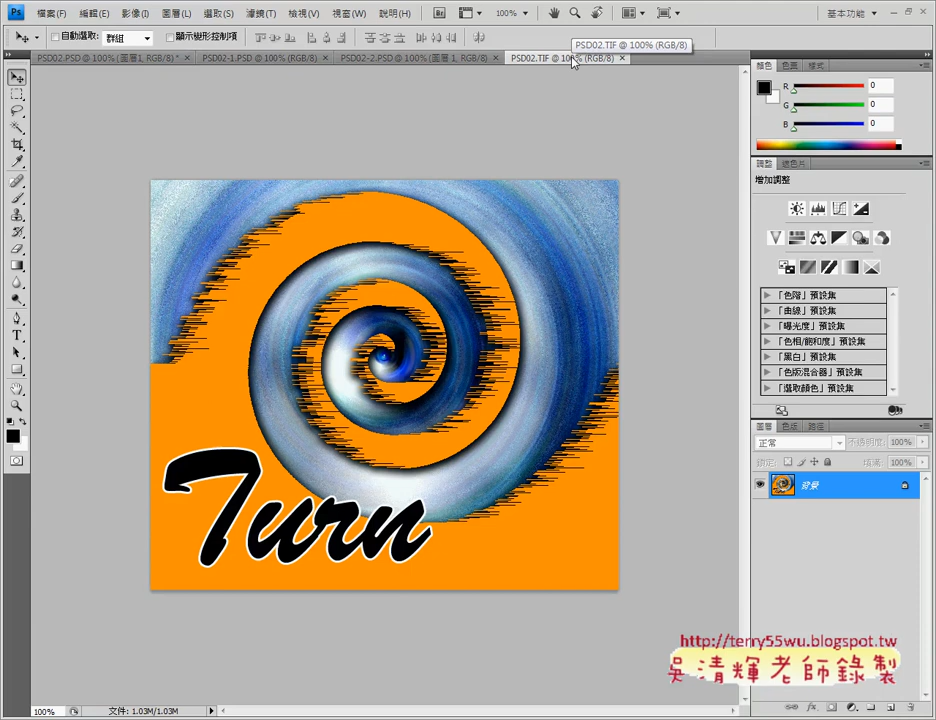 Ps 檔案(F) 編輯(E) 影像(I) 圖層(L) 選取(S) 濾鏡(T) 檢視(V) 視窗(W) 說明(H) Br 100% 基本功能
自動選取: 群組 顯示變形控制項
PSD02.TIF @ 100% (RGB/8)
PSD02.PSD @ 100% (圖層 1, RGB/8) * × PSD02-1.PSD @ 100% (RGB/8) × PSD02-2.PSD @ 100% (圖層 1, RGB/8) × PSD02.TIF @ 100% (RGB/8) ×
顏色 色票 樣式
R 0
G 0
B 0
調整 遮色片
增加調整
「色階」預設集
「曲線」預設集
「曝光度」預設集
「色相/飽和度」預設集
「黑白」預設集
「色版混合器」預設集
「選取顏色」預設集
圖層 色版 路徑
正常 不透明度: 100%
鎖定: 填滿: 100%
背景
Turn
http://terry55wu.blogspot.tw
吳清輝老師錄製
100% 文件: 1.03M/1.03M